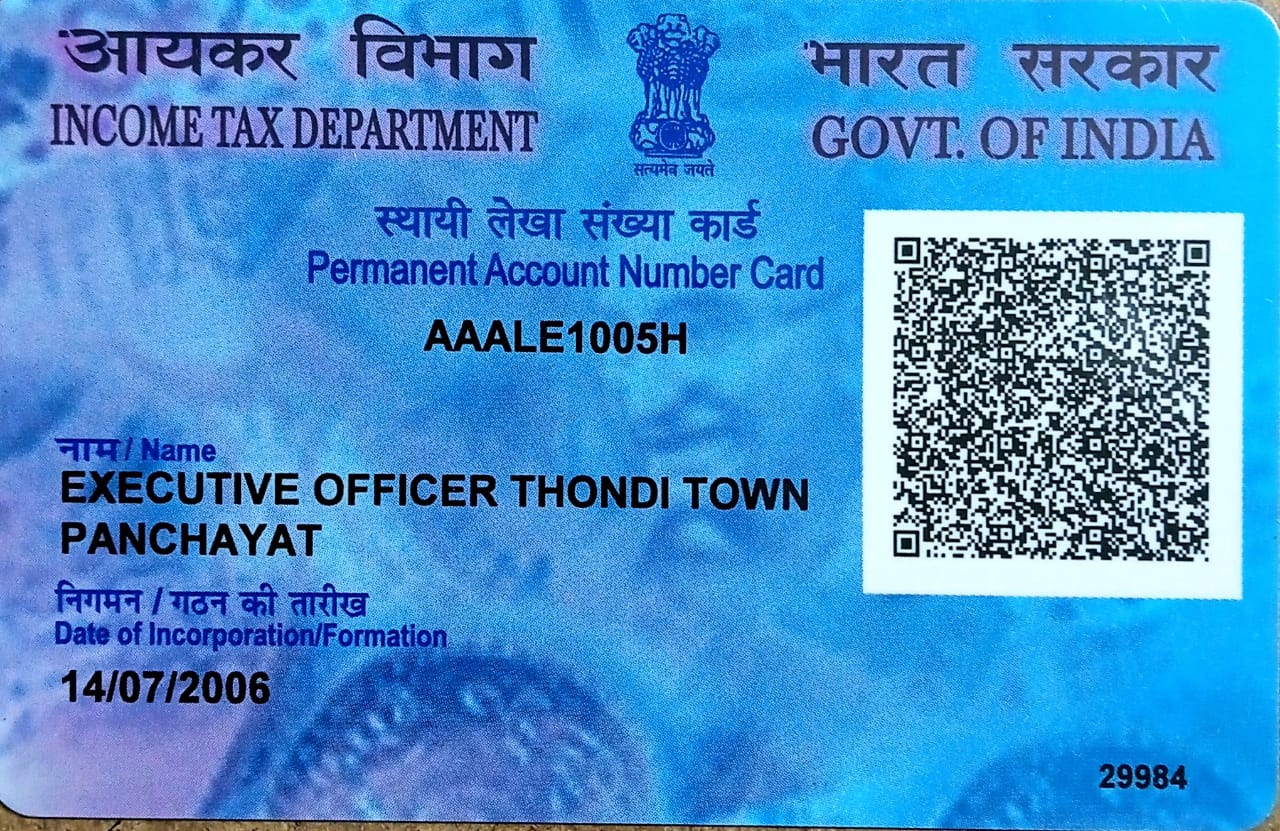 आयकर विभाग
INCOME TAX DEPARTMENT
सत्यमेव जयते
भारत सरकार
GOVT. OF INDIA
स्थायी लेखा संख्या कार्ड
Permanent Account Number Card
AAALE1005H
नाम / Name
EXECUTIVE OFFICER THONDI TOWN
PANCHAYAT
निगमन / गठन की तारीख
Date of Incorporation/Formation
14/07/2006
29984